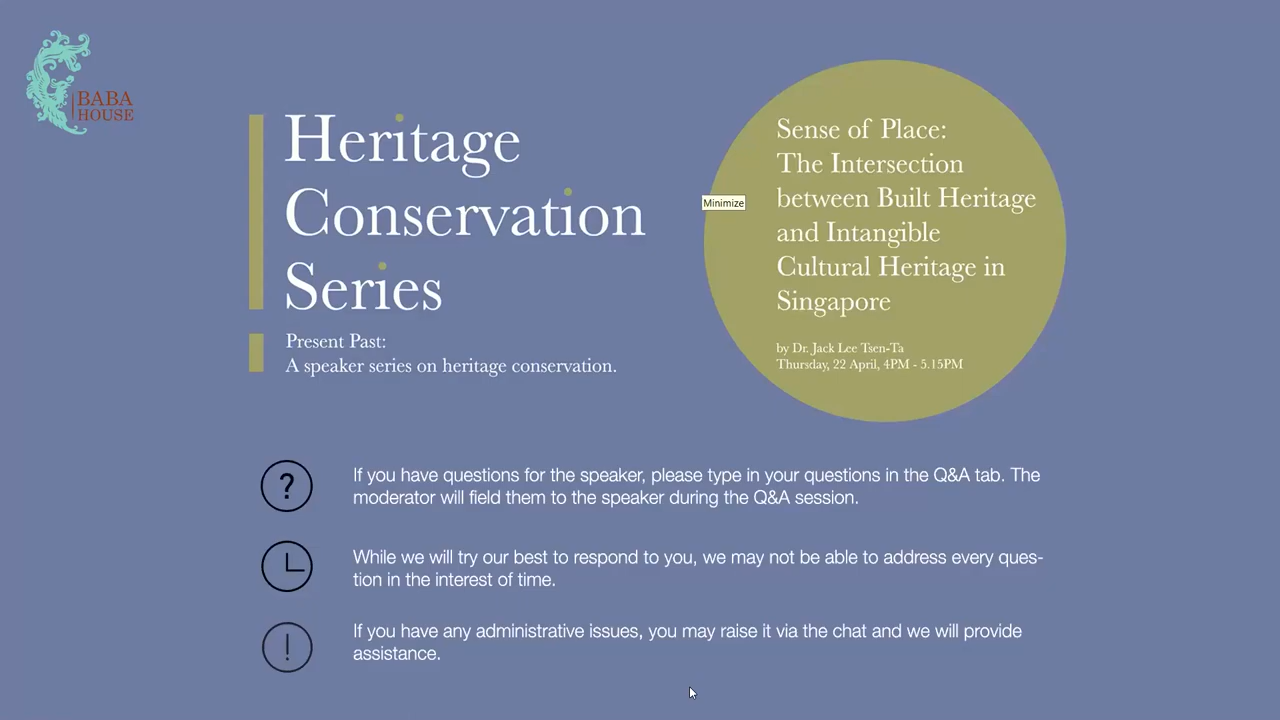 BABA
HOUSE
Heritage
Conservation
Series
Present Past:
A speaker series on heritage conservation.
Sense of Place:
The Intersection
between Built Heritage
and Intangible
Cultural Heritage in
Singapore
by Dr. Jack Lee Tsen-Ta
Thursday, 22 April, 4PM - 5.15PM
Minimize
?
If you have questions for the speaker, please type in your questions in the Q&A tab. The
moderator will field them to the speaker during the Q&A session.
While we will try our best to respond to you, we may not be able to address every ques-
tion in the interest of time.
!
If you have any administrative issues, you may raise it via the chat and we will provide
assistance.